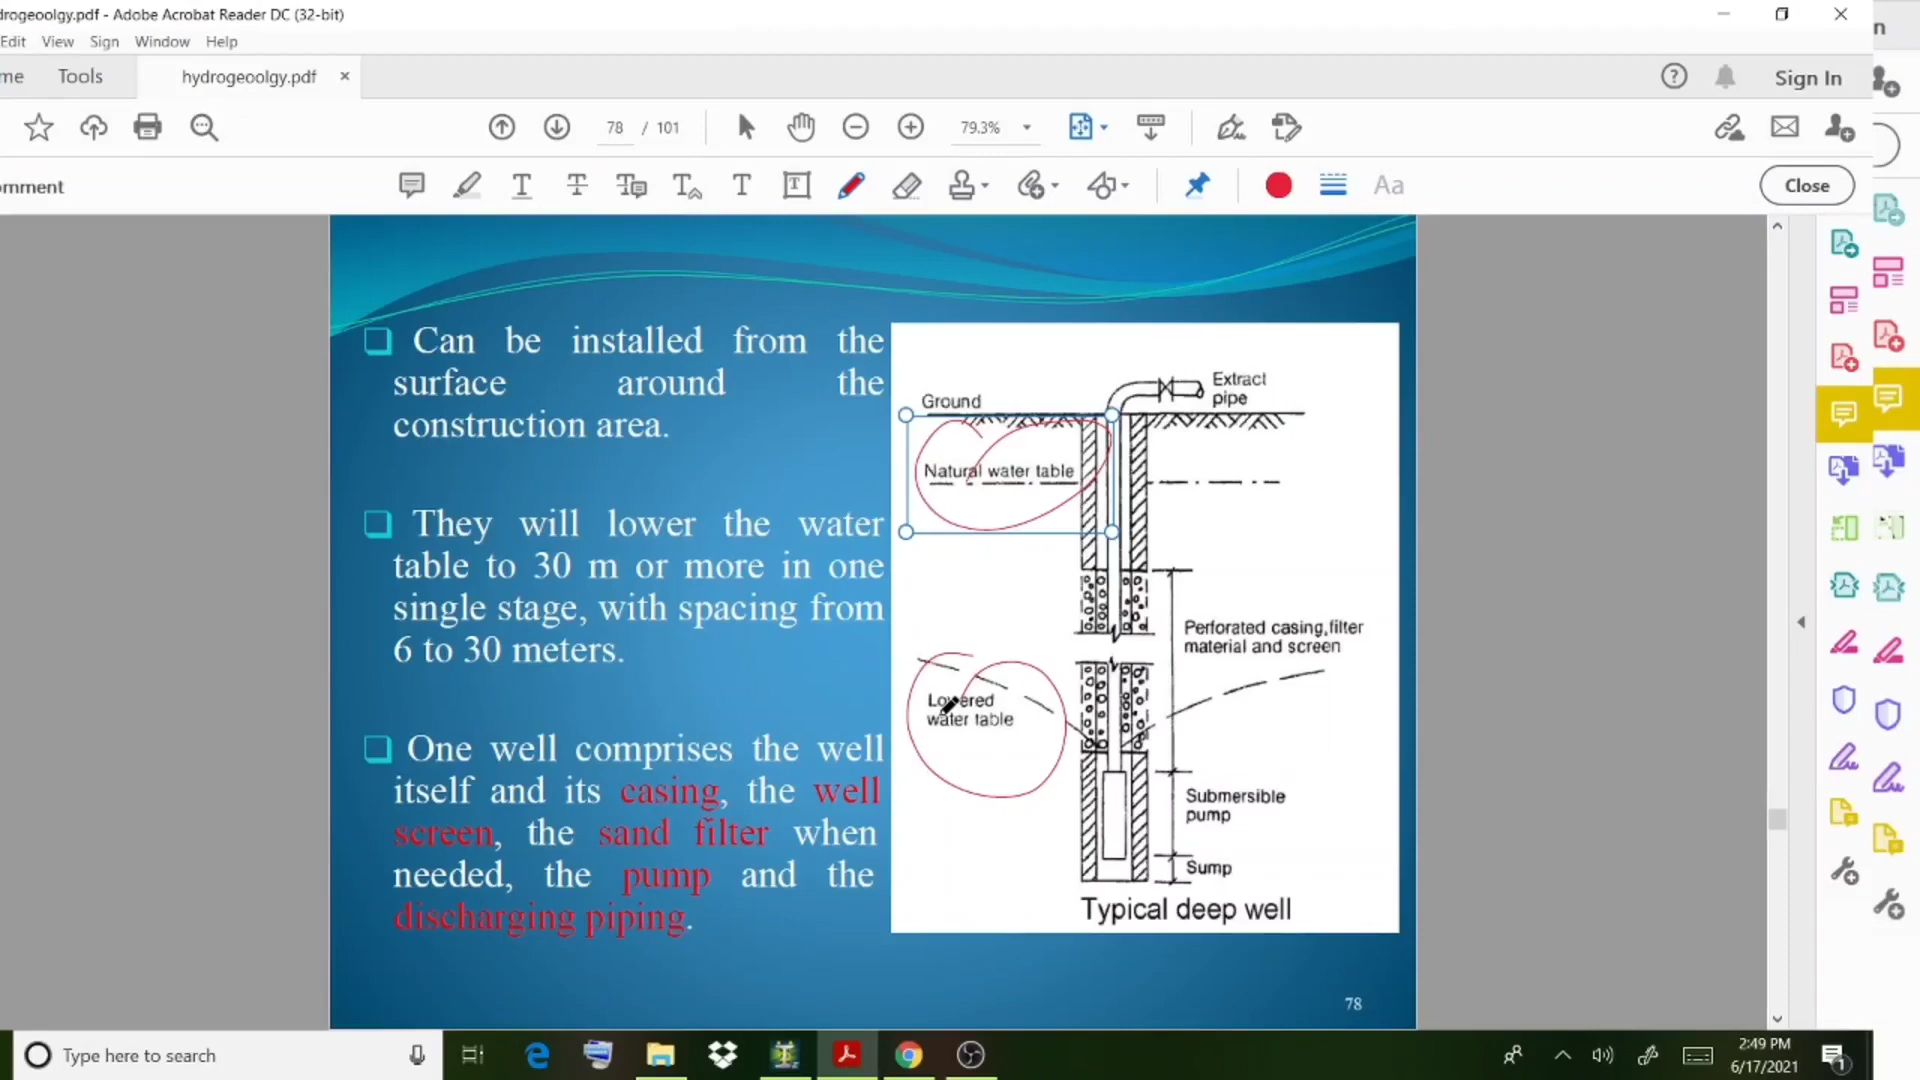 drogeoolgy.pdf - Adobe Acrobat Reader DC (32-bit)
Edit View Sign Window Help
me Tools hydrogeoolgy.pdf × Sign In
78 / 101 79.3%
omment Aa Close
Can be installed from the
surface around the
construction area.
They will lower the water
table to 30 m or more in one
single stage, with spacing from
6 to 30 meters.
One well comprises the well
itself and its casing, the well
screen, the sand filter when
needed, the pump and the
discharging piping.
Extract
pipe
Ground
Natural water table
Perforated casing,filter
material and screen
Lowered
water table
Submersible
pump
Sump
Typical deep well
78
Type here to search
2:49 PM
6/17/2021
1